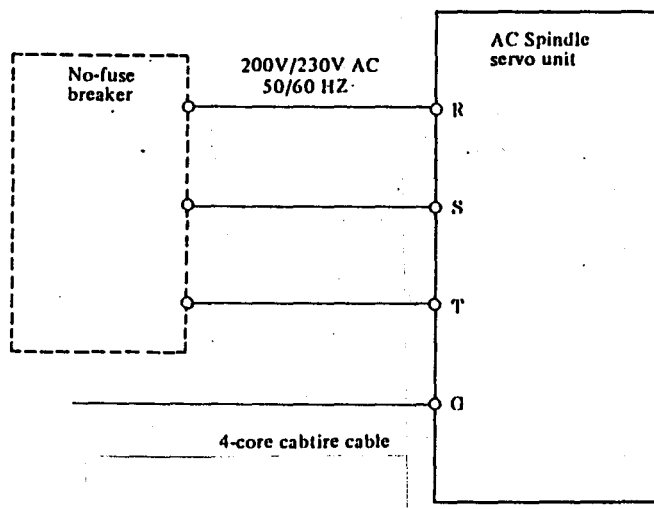 No-fuse
breaker
200V/230V AC
50/60 HZ
AC Spindle
servo unit
R
S
T
G
4-core cabtire cable